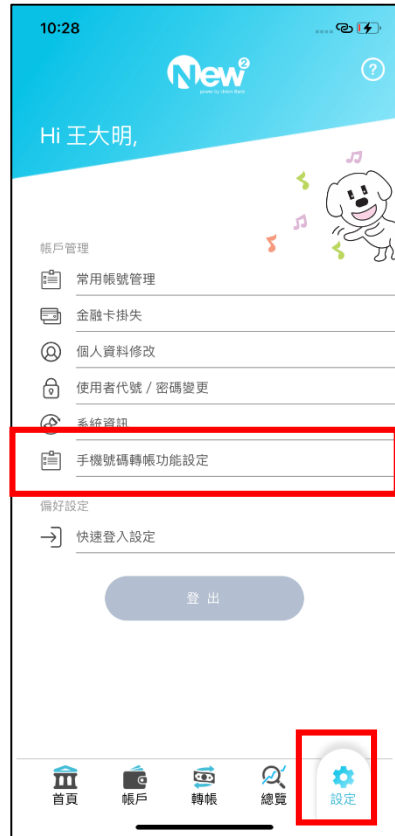 10:28
New2
?
Hi 王大明,
帳戶管理
常用帳號管理
金融卡掛失
個人資料修改
使用者代號 / 密碼變更
系統資訊
手機號碼轉帳功能設定
偏好設定
快速登入設定
登出
首頁
帳戶
轉帳
總覽
設定